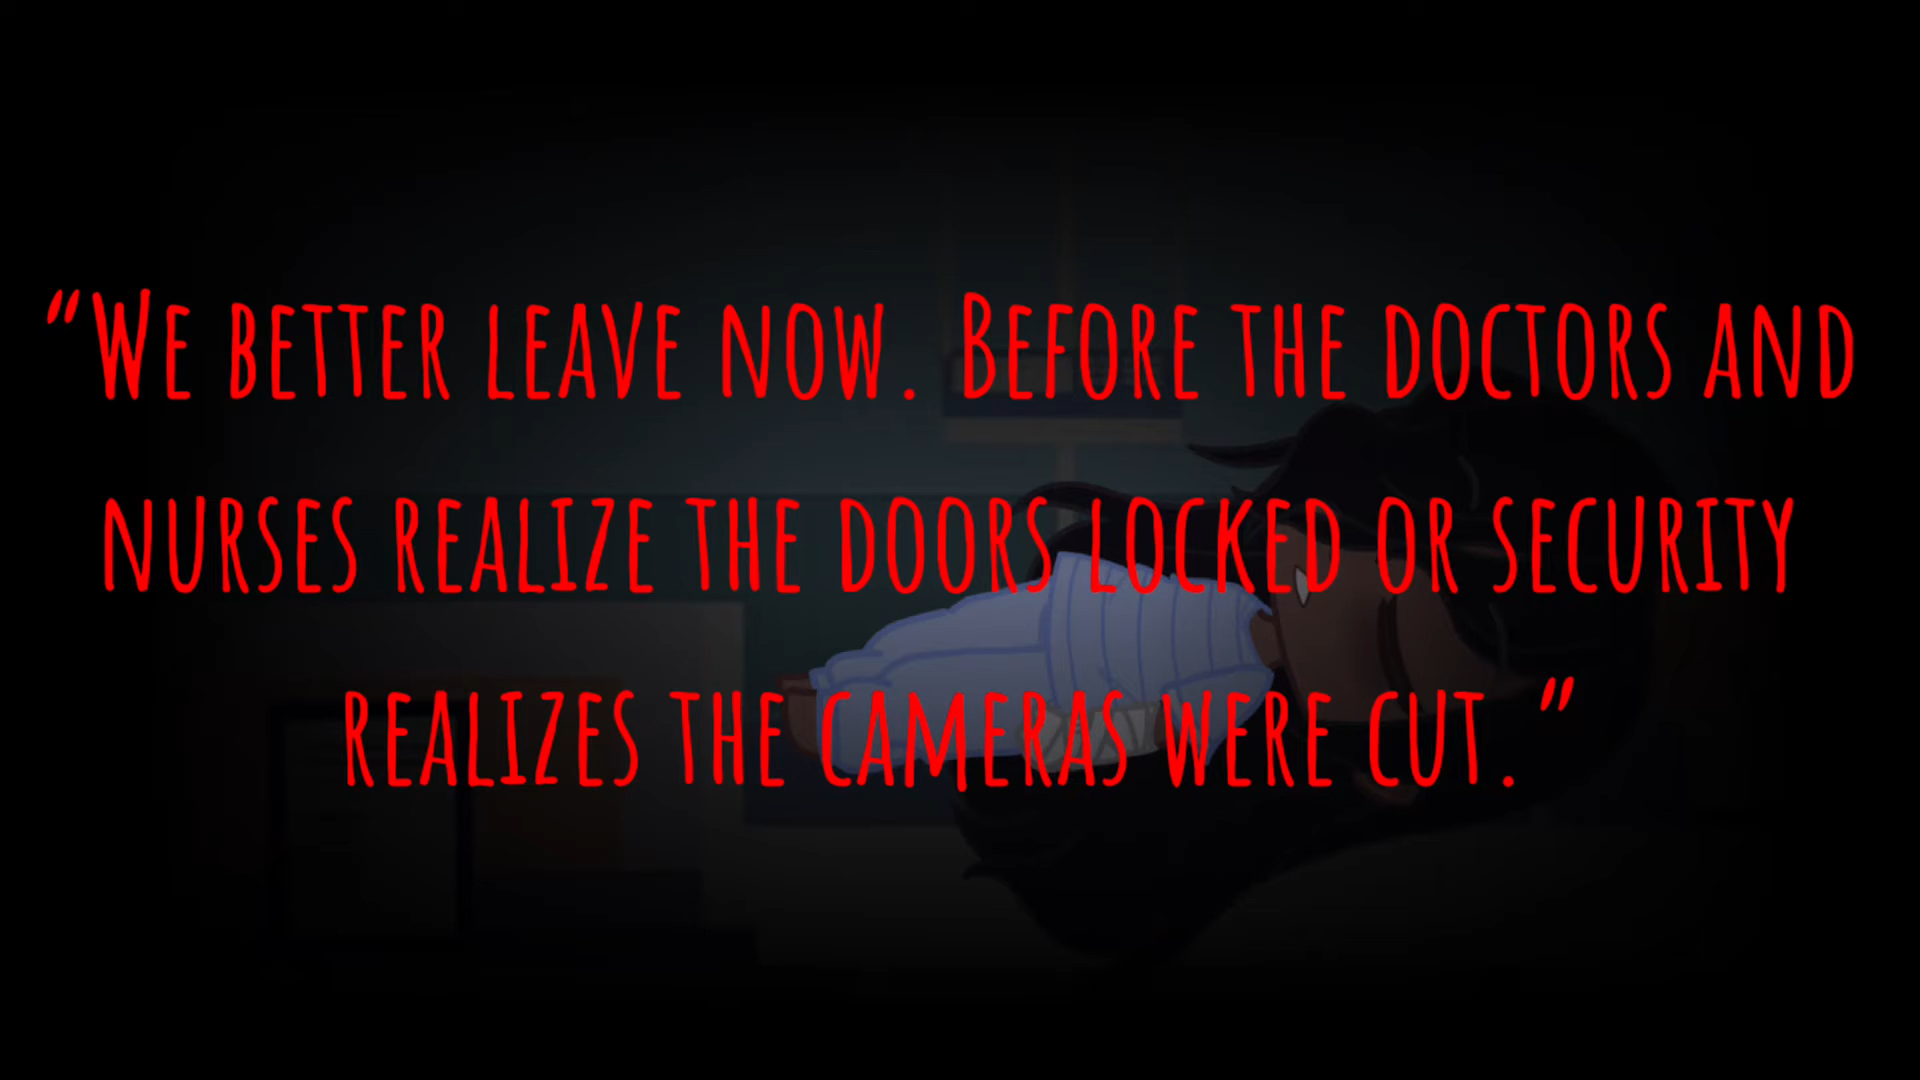 “We better leave now. Before the doctors and
nurses realize the doors locked or security
realizes the cameras were cut.”